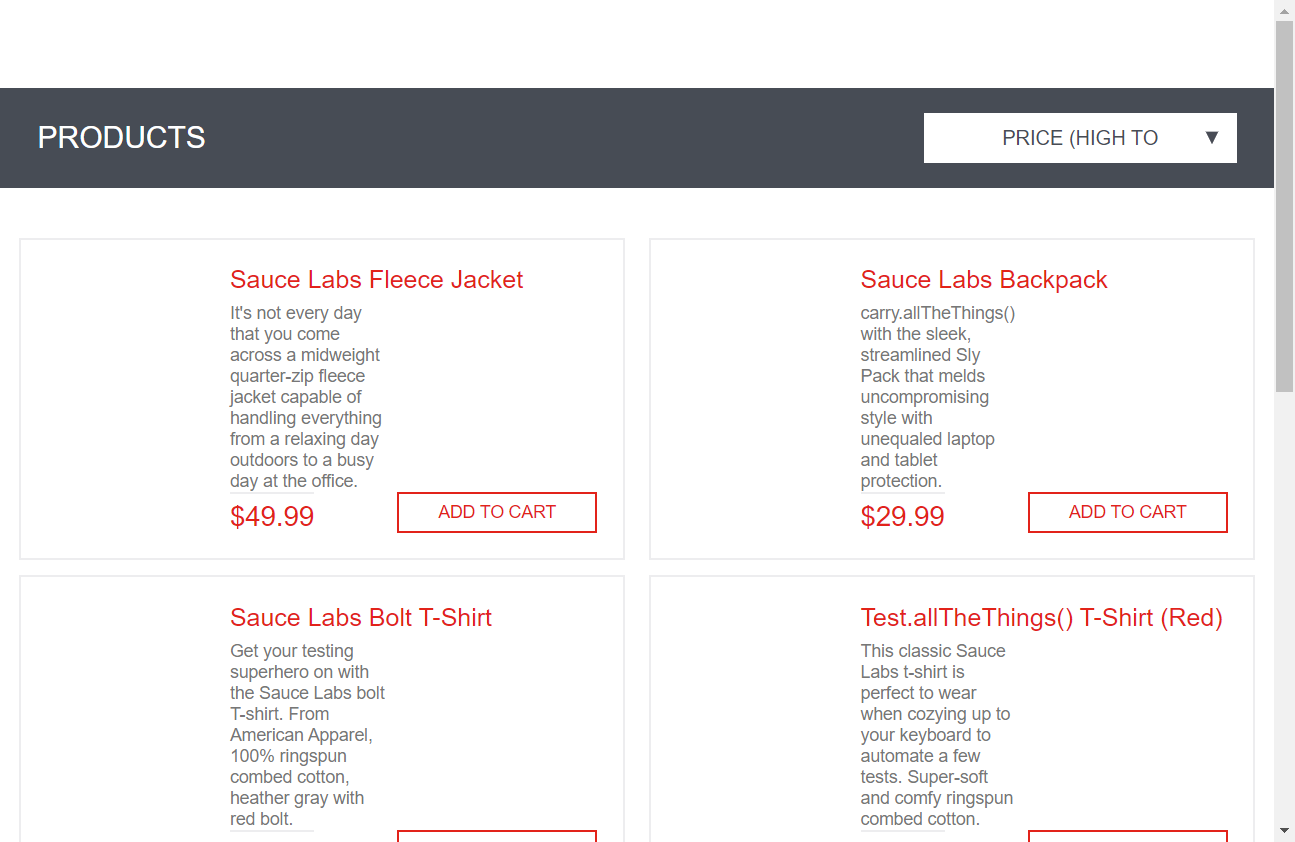 PRODUCTS
PRICE (HIGH TO
▼
Sauce Labs Fleece Jacket
It's not every day
that you come
across a midweight
quarter-zip fleece
jacket capable of
handling everything
from a relaxing day
outdoors to a busy
day at the office.
$49.99
ADD TO CART
Sauce Labs Backpack
carry.allTheThings()
with the sleek,
streamlined Sly
Pack that melds
uncompromising
style with
unequaled laptop
and tablet
protection.
$29.99
ADD TO CART
Sauce Labs Bolt T-Shirt
Get your testing
superhero on with
the Sauce Labs bolt
T-shirt. From
American Apparel,
100% ringspun
combed cotton,
heather gray with
red bolt.
Test.allTheThings() T-Shirt (Red)
This classic Sauce
Labs t-shirt is
perfect to wear
when cozying up to
your keyboard to
automate a few
tests. Super-soft
and comfy ringspun
combed cotton.